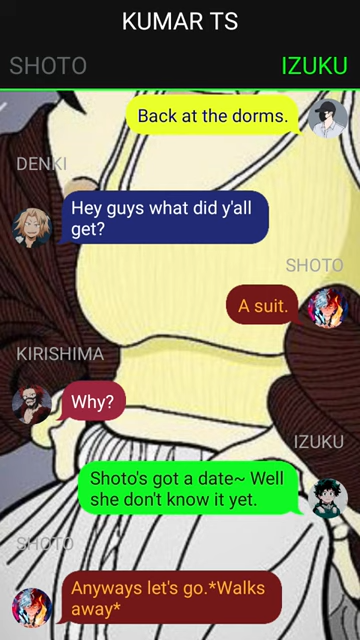 KUMAR TS
SHOTO
IZUKU
Back at the dorms.
DENKI
Hey guys what did y'all
get?
SHOTO
A suit.
KIRISHIMA
Why?
IZUKU
Shoto's got a date~ Well
she don't know it yet.
SHOTO
Anyways let's go.*Walks
away*